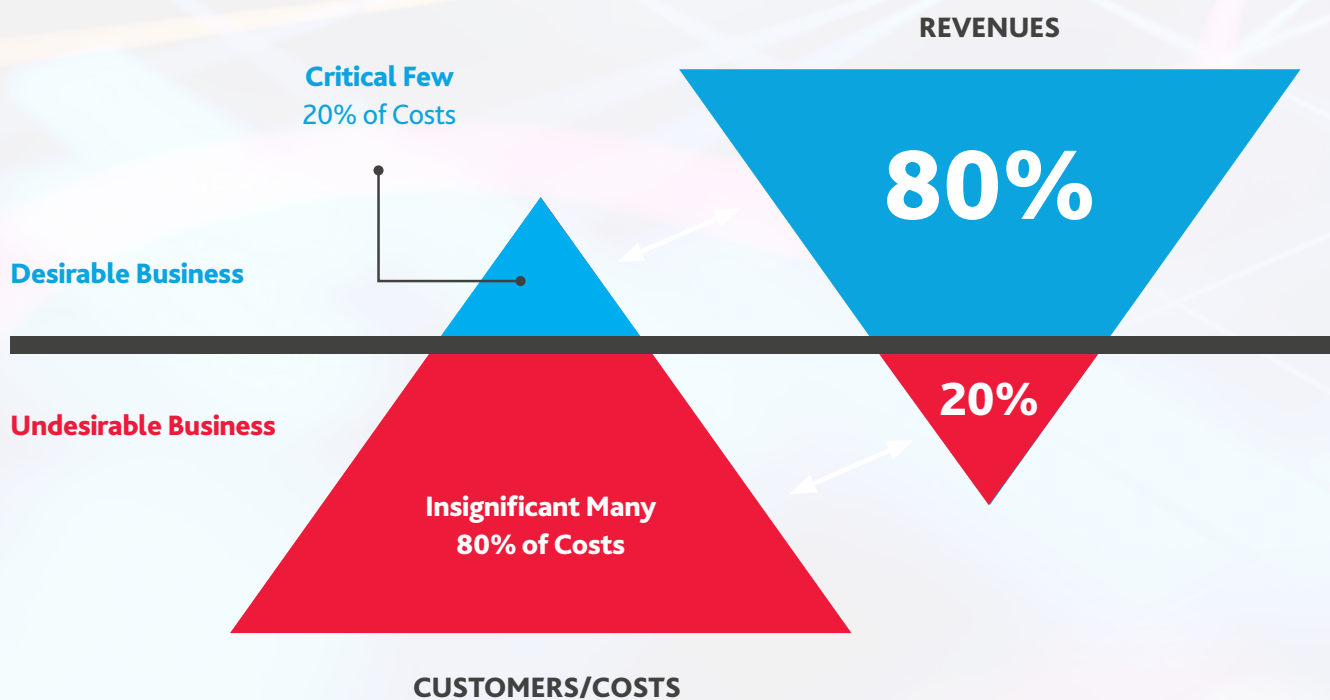 REVENUES
Critical Few
20% of Costs
80%
Desirable Business
20%
Undesirable Business
Insignificant Many
80% of Costs
CUSTOMERS/COSTS